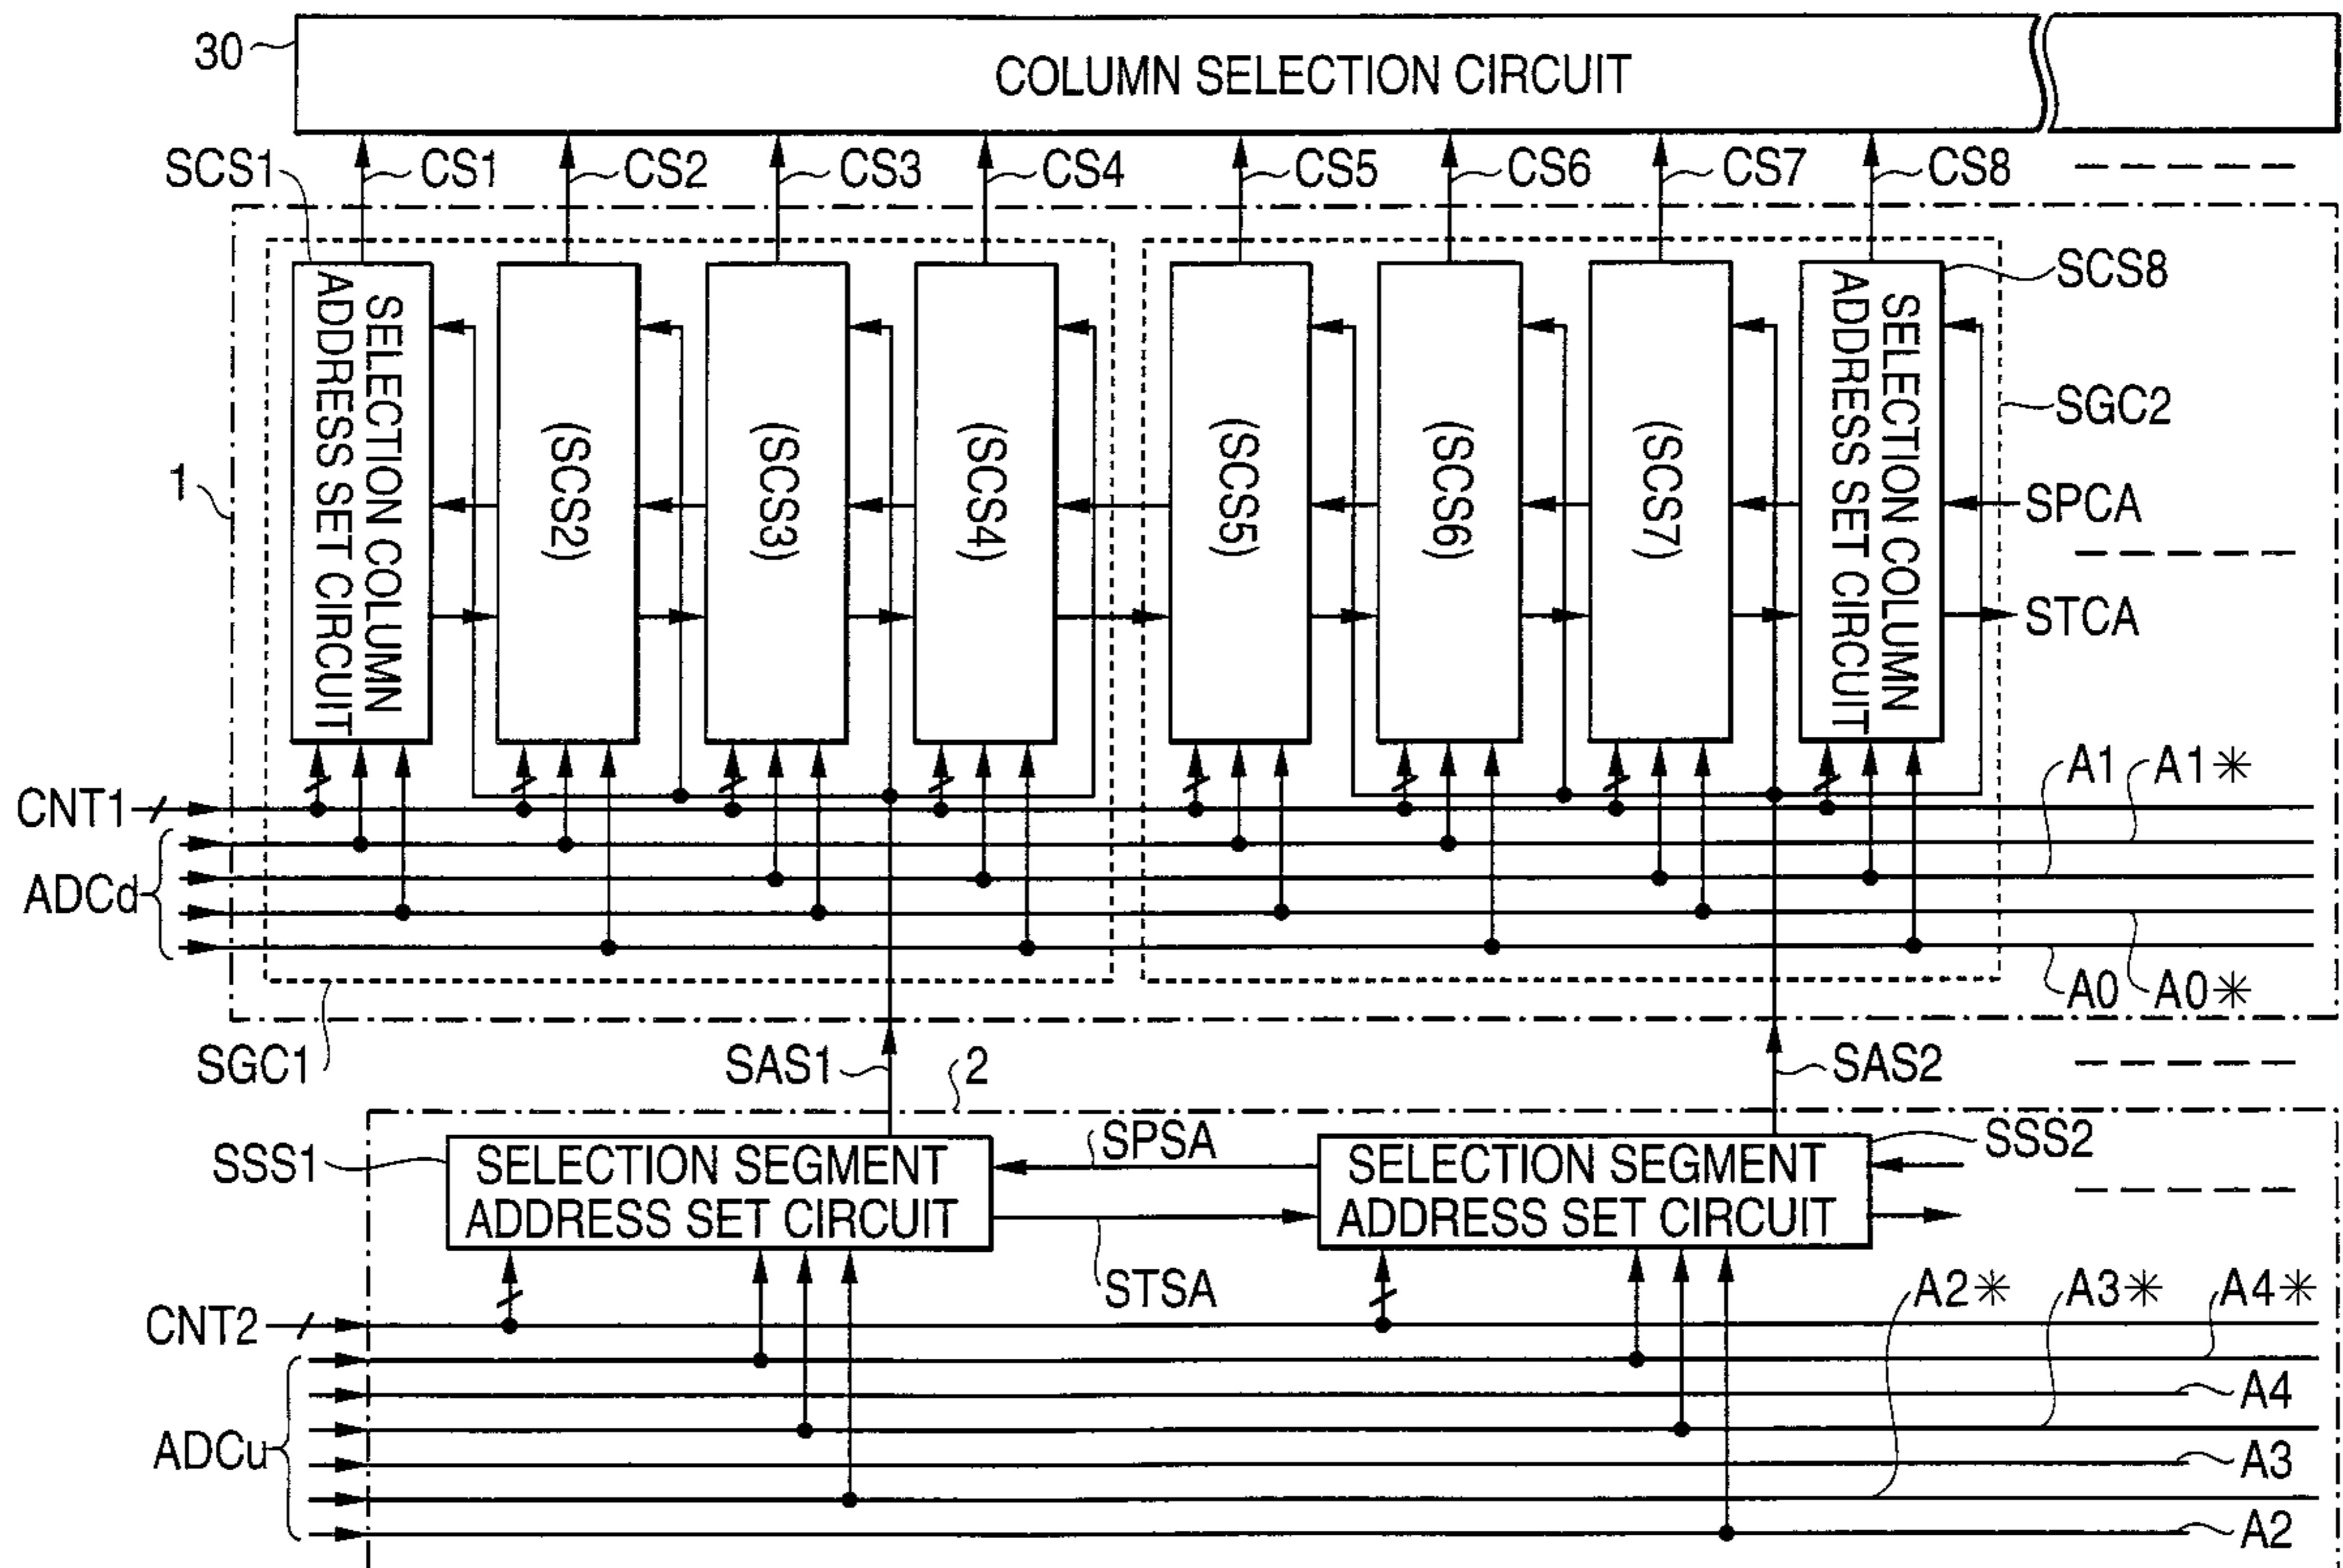 30
COLUMN SELECTION CIRCUIT
SCS1
CS1
CS2
CS3
CS4
CS5
CS6
CS7
CS8
SELECTION COLUMN
ADDRESS SET CIRCUIT
(SCS2)
(SCS3)
(SCS4)
(SCS5)
(SCS6)
(SCS7)
SELECTION COLUMN
ADDRESS SET CIRCUIT
SCS8
SGC2
1
SPCA
STCA
A1
A1✳
CNT1
ADCd
A0
A0✳
SGC1
SAS1
2
SAS2
SSS1
SELECTION SEGMENT
ADDRESS SET CIRCUIT
SPSA
STSA
SELECTION SEGMENT
ADDRESS SET CIRCUIT
SSS2
A2✳
A3✳
A4✳
CNT2
ADCu
A4
A3
A2